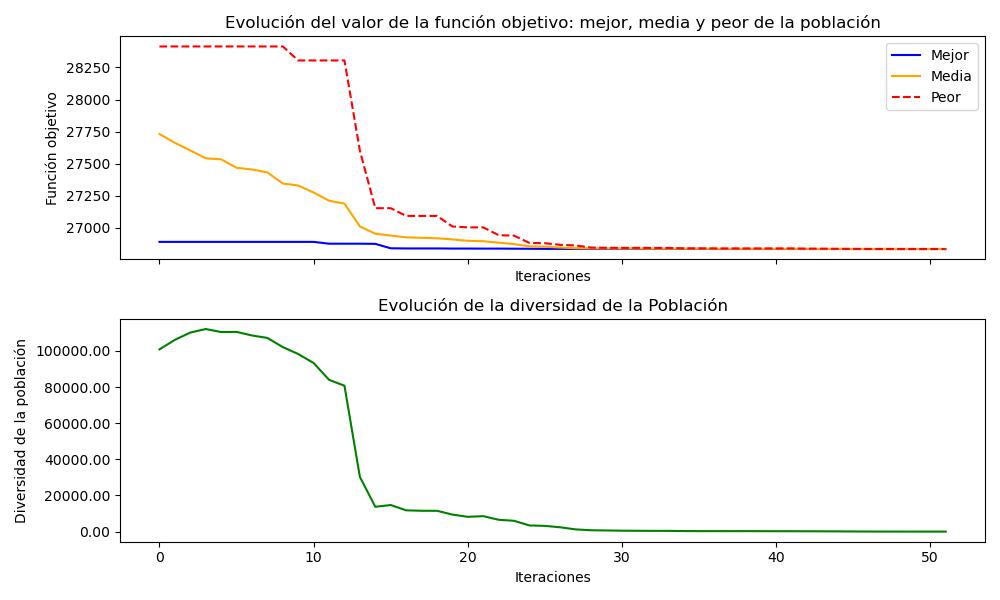 Evolución del valor de la función objetivo: mejor, media y peor de la población
Función objetivo
28250
28000
27750
27500
27250
27000
Mejor
Media
Peor
Iteraciones
Evolución de la diversidad de la Población
Diversidad de la población
100000.00
80000.00
60000.00
40000.00
20000.00
0.00
0 10 20 30 40 50
Iteraciones